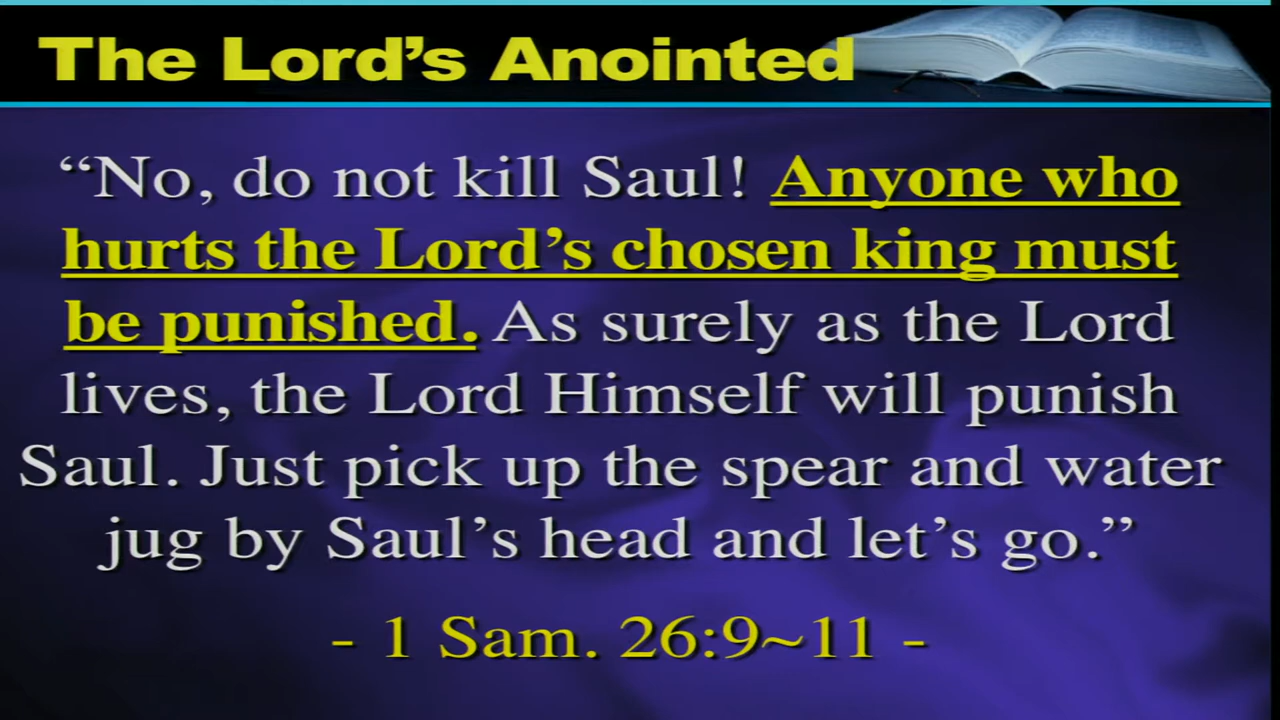 The Lord’s Anointed
“No, do not kill Saul! Anyone who
hurts the Lord’s chosen king must
be punished. As surely as the Lord
lives, the Lord Himself will punish
Saul. Just pick up the spear and water
jug by Saul’s head and let’s go.”
- 1 Sam. 26:9~11 -